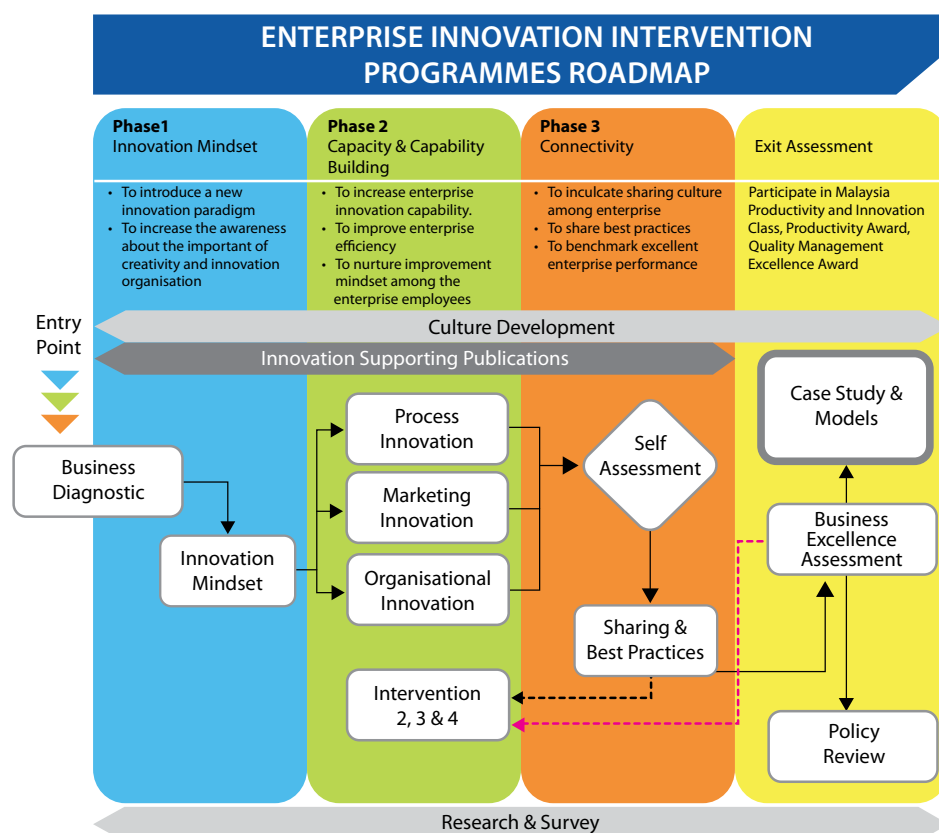 ENTERPRISE INNOVATION INTERVENTION
PROGRAMMES ROADMAP
Phase1
Innovation Mindset
Phase 2
Capacity & Capability
Building
Phase 3
Connectivity
Exit Assessment
• To introduce a new
innovation paradigm
• To increase the awareness
about the important of
creativity and innovation
organisation
• To increase enterprise
innovation capability.
• To improve enterprise
efficiency
• To nurture improvement
mindset among the
enterprise employees
• To inculcate sharing culture
among enterprise
• To share best practices
• To benchmark excellent
enterprise performance
Participate in Malaysia
Productivity and Innovation
Class, Productivity Award,
Quality Management
Excellence Award
Entry
Point
Culture Development
Innovation Supporting Publications
Business
Diagnostic
Innovation
Mindset
Process
Innovation
Marketing
Innovation
Organisational
Innovation
Intervention
2, 3 & 4
Self
Assessment
Sharing &
Best Practices
Case Study &
Models
Business
Excellence
Assessment
Policy
Review
Research & Survey